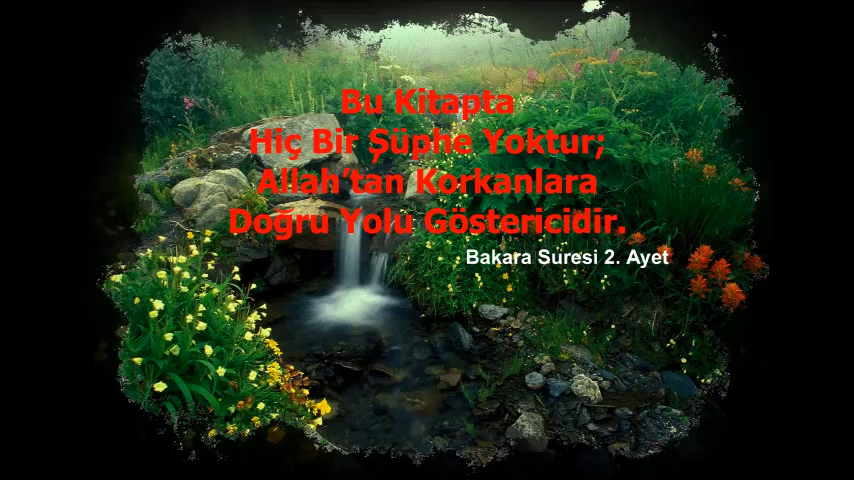 Bu Kitapta
Hiç Bir Şüphe Yoktur;
Allah'tan Korkanlara
Doğru Yolu Göstericidir.
Bakara Suresi 2. Ayet